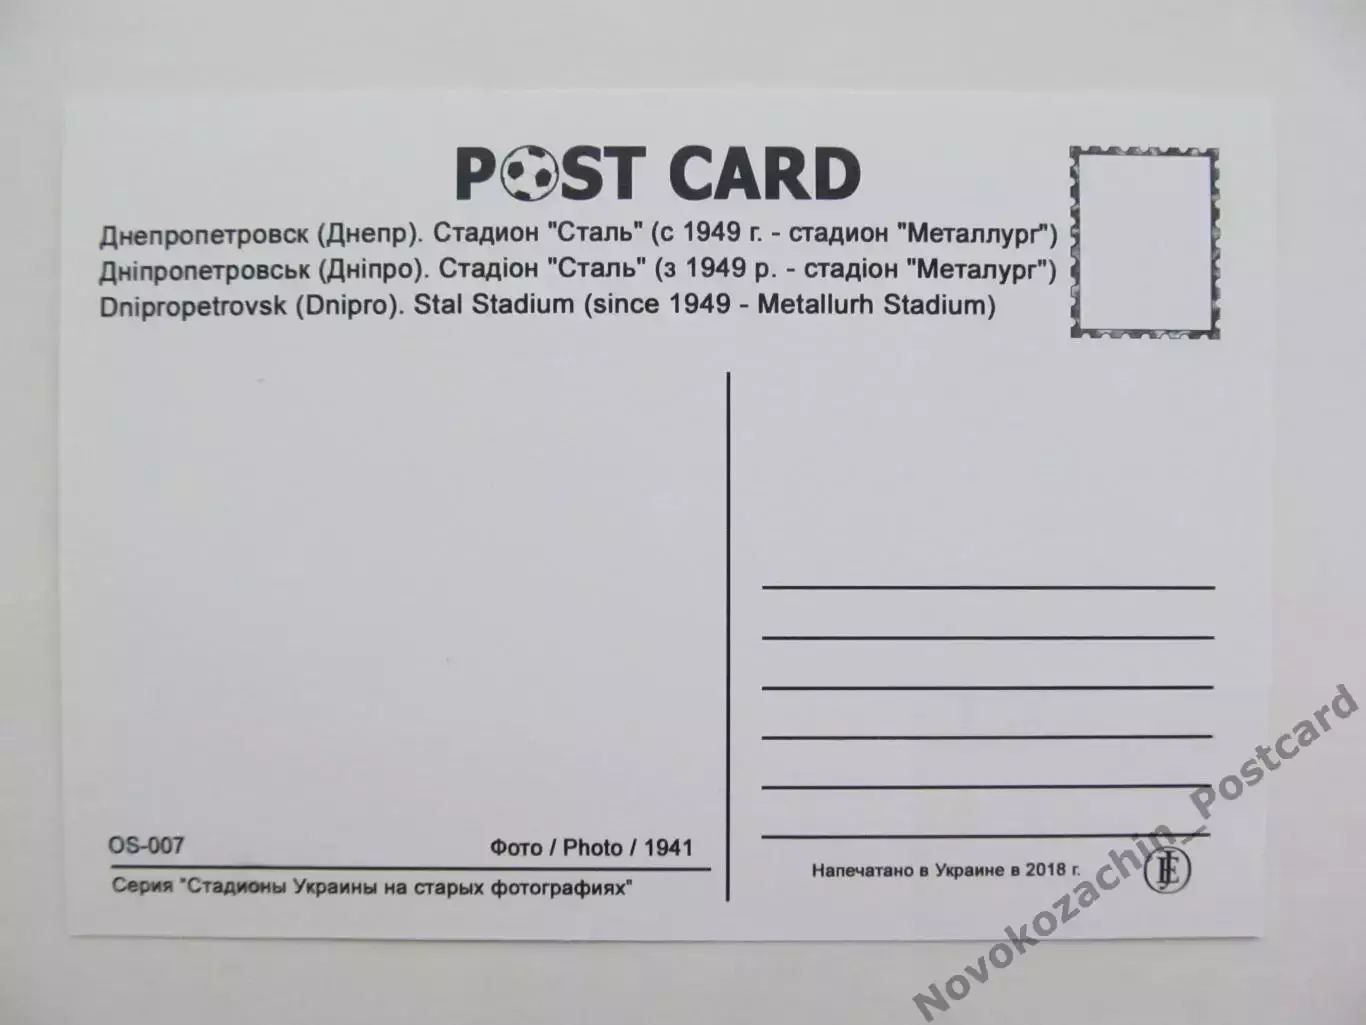 POST CARD
Днепропетровск (Днепр). Стадион "Сталь" (с 1949 г. - стадион "Металлург")
Дніпропетровськ (Дніпро). Стадіон "Сталь" (з 1949 р. - стадіон "Металург")
Dnipropetrovsk (Dnipro). Stal Stadium (since 1949 - Metallurh Stadium)
OS-007
Фото / Photo / 1941
Серия "Стадионы Украины на старых фотографиях"
Напечатано в Украине в 2018 г.
Novokozachin_Postcard